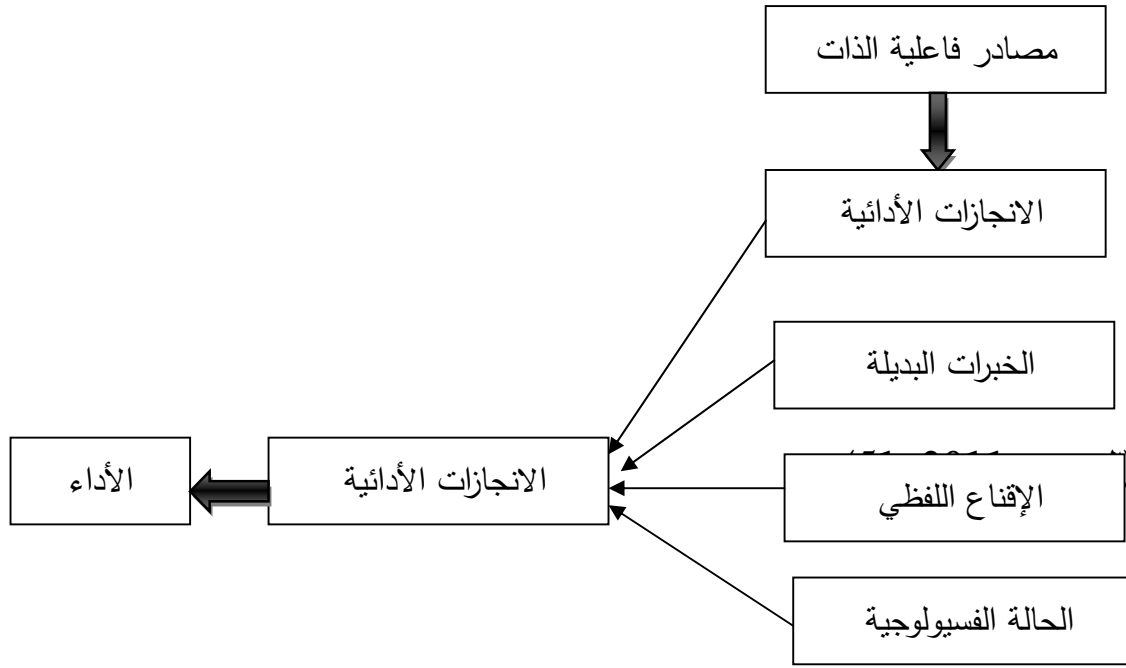 مصادر فاعلية الذات
الانجازات الأدائية
الخبرات البديلة
الإقناع اللفظي
الحالة الفسيولوجية
الانجازات الأدائية
الأداء